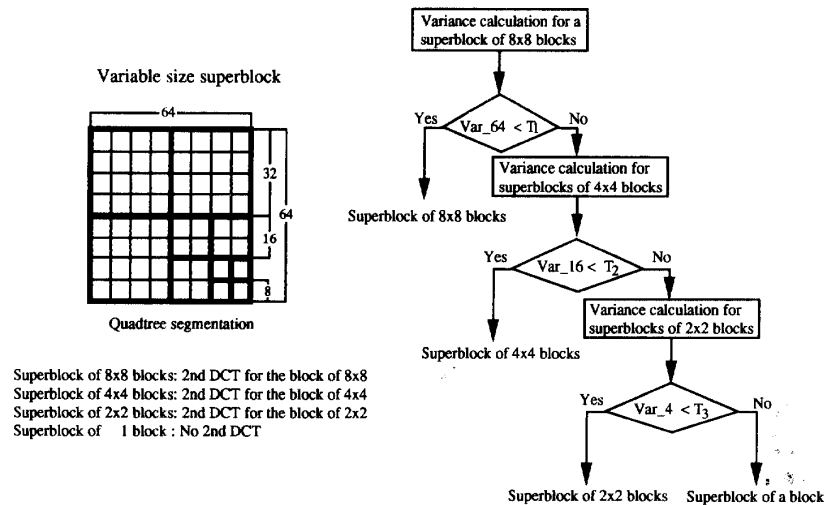 Variable size superblock
64
32
64
16
8
Quadtree segmentation
Superblock of 8x8 blocks: 2nd DCT for the block of 8x8
Superblock of 4x4 blocks: 2nd DCT for the block of 4x4
Superblock of 2x2 blocks: 2nd DCT for the block of 2x2
Superblock of 1 block : No 2nd DCT
Variance calculation for a
superblock of 8x8 blocks
Yes
Var_64 < T1
No
Variance calculation for
superblocks of 4x4 blocks
Superblock of 8x8 blocks
Yes
Var_16 < T2
No
Variance calculation for
superblocks of 2x2 blocks
Superblock of 4x4 blocks
Yes
Var_4 < T3
No
Superblock of 2x2 blocks
Superblock of a block